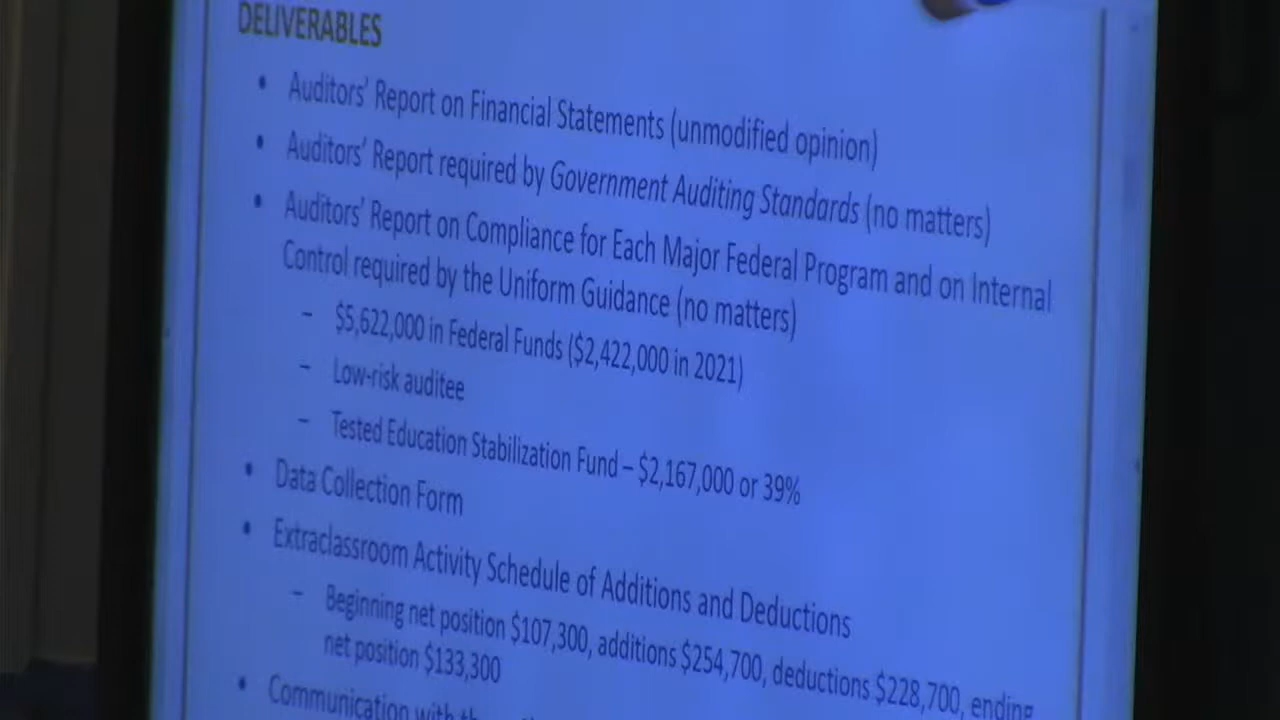 DELIVERABLES
• Auditors' Report on Financial Statements (unmodified opinion)
• Auditors' Report required by Government Auditing Standards (no matters)
• Auditors' Report on Compliance for Each Major Federal Program and on Internal
Control required by the Uniform Guidance (no matters)
– $5,622,000 in Federal Funds ($2,422,000 in 2021)
– Low-risk auditee
– Tested Education Stabilization Fund – $2,167,000 or 39%
• Data Collection Form
• Extraclassroom Activity Schedule of Additions and Deductions
– Beginning net position $107,300, additions $254,700, deductions $228,700, ending
net position $133,300
• Communication with